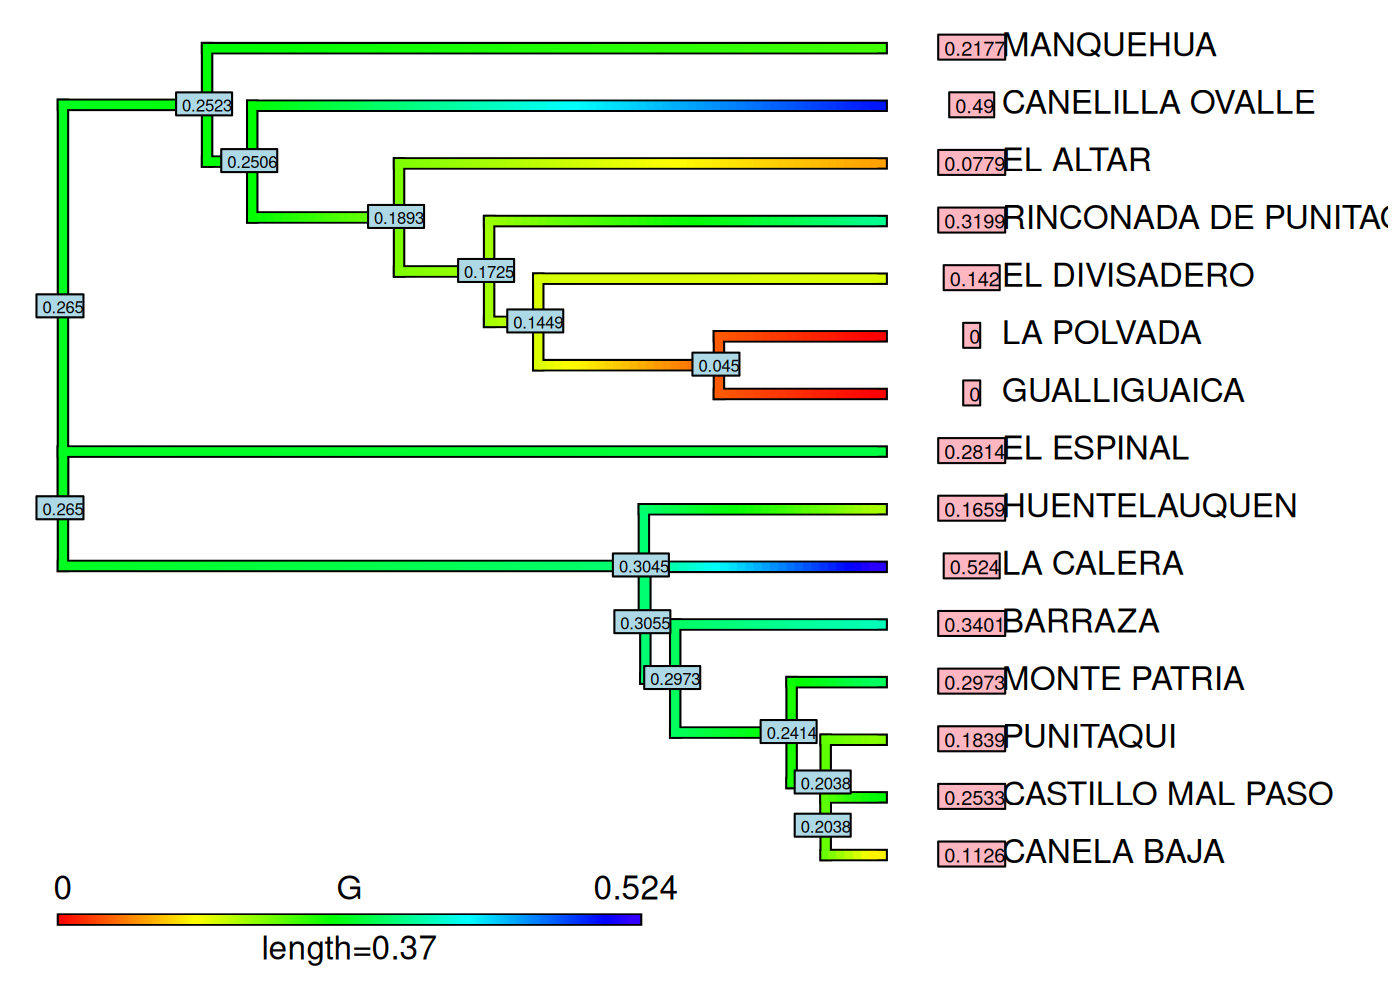 0.2177 MANQUEHUA
0.2523
0.49 CANELILLA OVALLE
0.2506
0.0779 EL ALTAR
0.1893
0.3199 RINCONADA DE PUNITAC
0.1725
0.142 EL DIVISADERO
0.265
0.1449
0 LA POLVADA
0.045
0 GUALLIGUAICA
0.2814 EL ESPINAL
0.265
0.1659 HUENTELAUQUEN
0.3045
0.524 LA CALERA
0.3055
0.3401 BARRAZA
0.2973
0.2973 MONTE PATRIA
0.2414
0.1839 PUNITAQUI
0.2038
0.2533 CASTILLO MAL PASO
0.2038
0.1126 CANELA BAJA
0 G 0.524
length=0.37